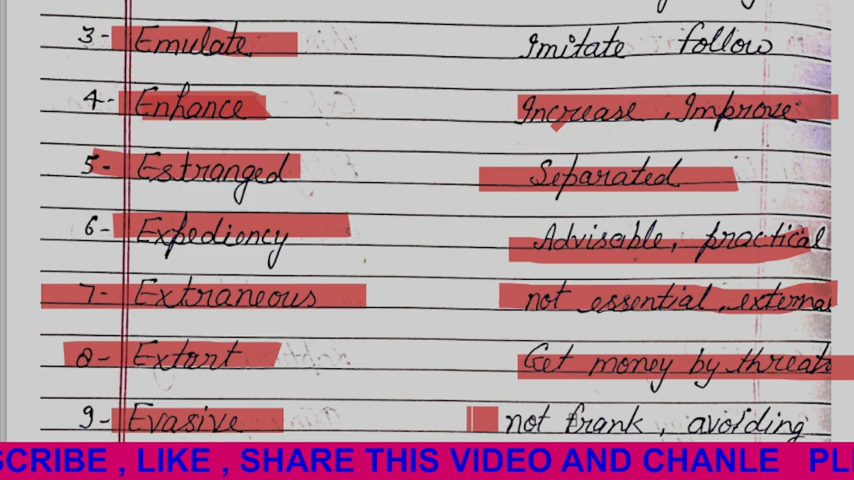 3- Emulate Imitate follow
4- Enhance Increase, Improve
5- Estranged Separated
6- Expediency Advisable, practical
7- Extraneous not essential, external
8- Extort Get money by threats
9- Evasive not frank, avoiding
SCRIBE , LIKE , SHARE THIS VIDEO AND CHANLE PL